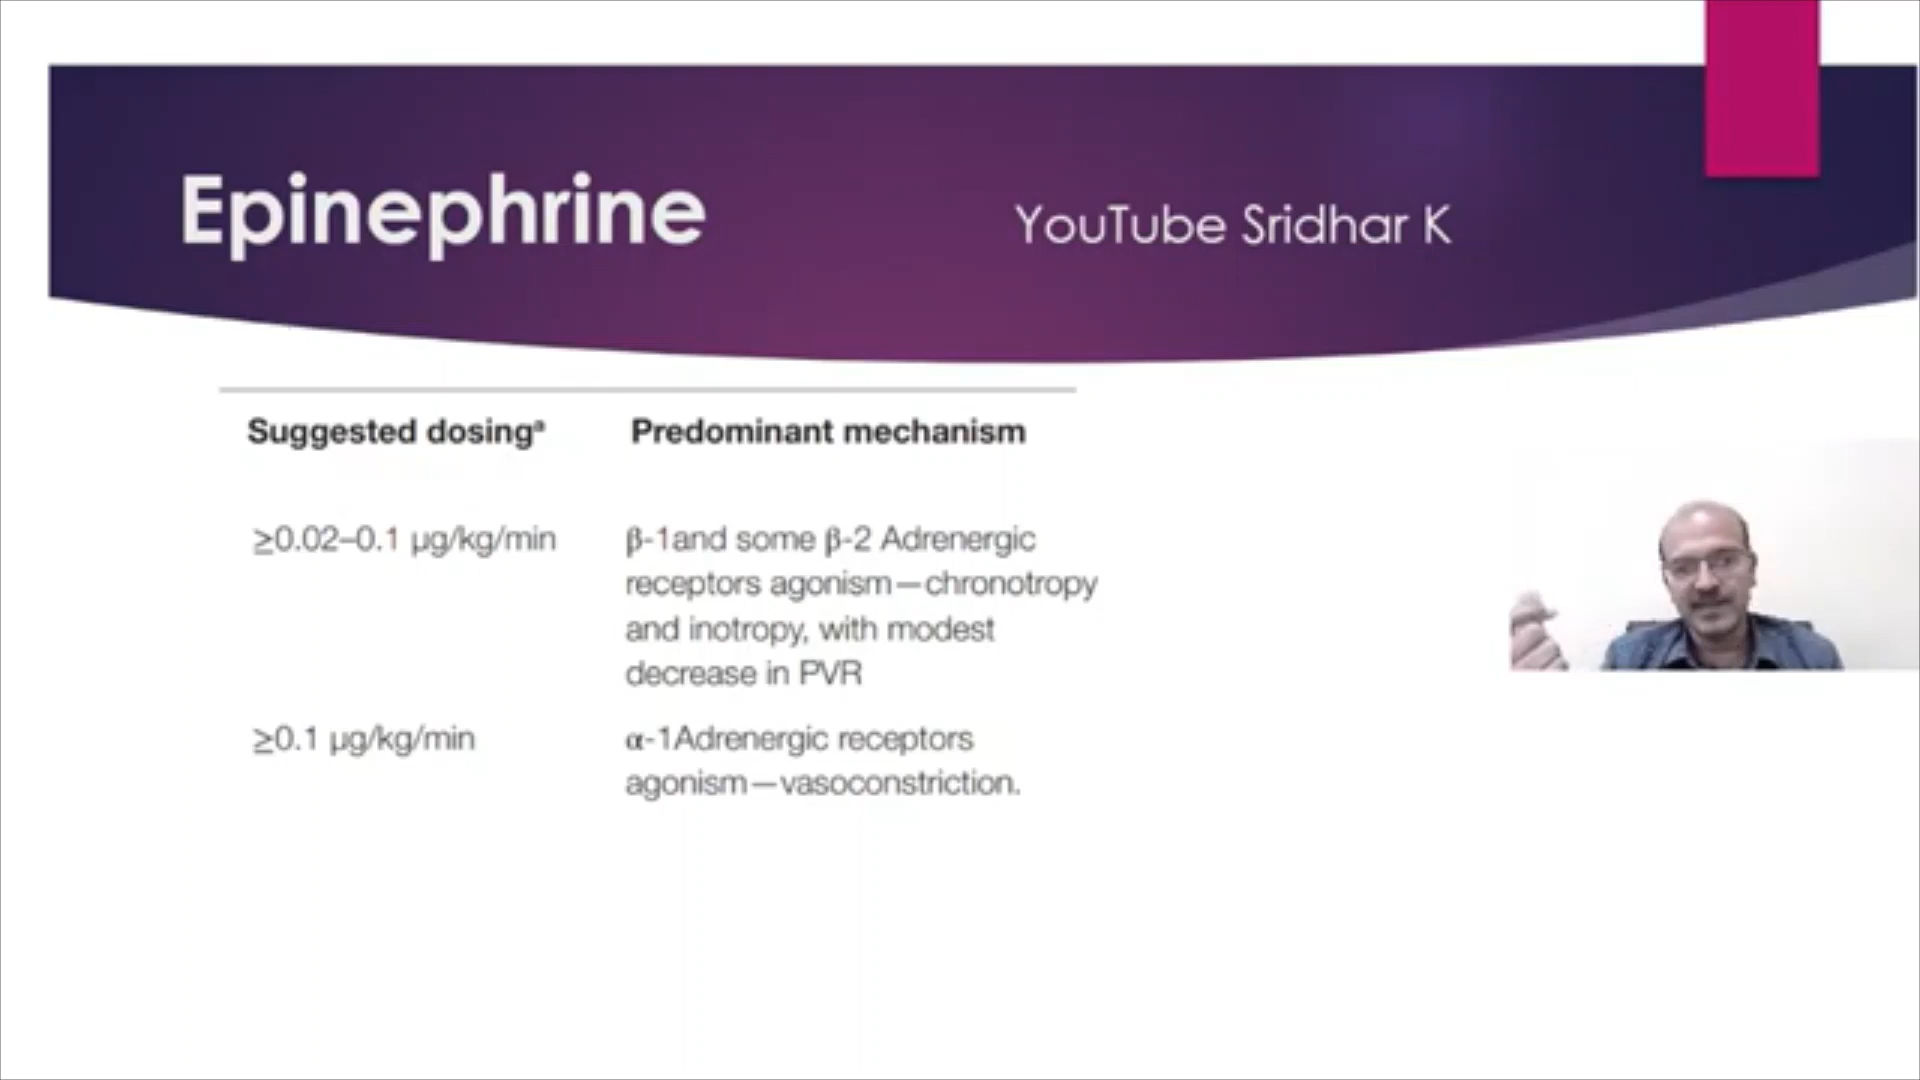 Epinephrine
YouTube Sridhar K
Suggested dosingª
Predominant mechanism
≥0.02–0.1 µg/kg/min
β-1and some β-2 Adrenergic
receptors agonism—chronotropy
and inotropy, with modest
decrease in PVR
≥0.1 µg/kg/min
α-1Adrenergic receptors
agonism—vasoconstriction.